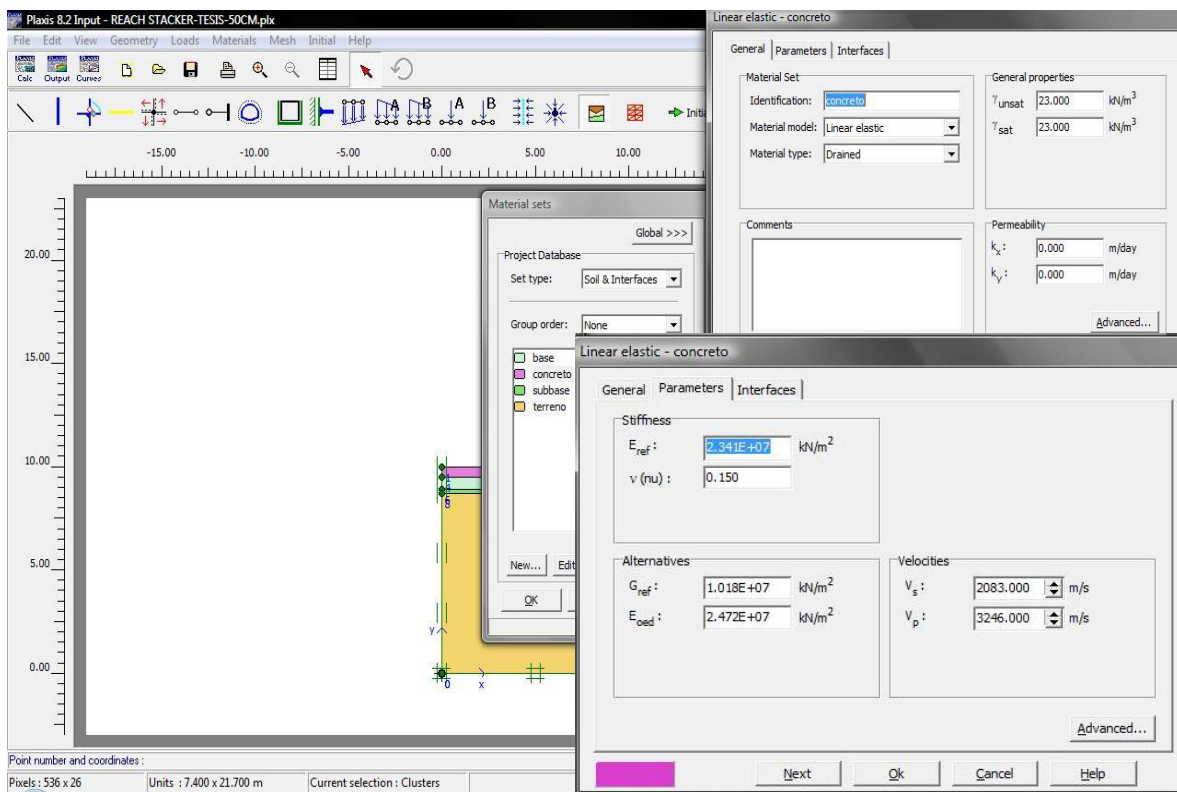 Plaxis 8.2 Input - REACH STACKER-TESIS-50CM.plx
File Edit View Geometry Loads Materials Mesh Initial Help
Calc Output Curves
A B A B
-15.00 -10.00 -5.00 0.00 5.00 10.00
20.00
15.00
10.00
5.00
0.00
y
0 x
Point number and coordinates :
Pixels : 536 x 26 Units : 7.400 x 21.700 m Current selection : Clusters
Material sets
Global >>>
Project Database
Set type: Soil & Interfaces
Group order: None
base
concreto
subbase
terreno
New... Edit
OK
Linear elastic - concreto
General Parameters Interfaces
Material Set
Identification: concreto
Material model: Linear elastic
Material type: Drained
General properties
γunsat 23.000 kN/m³
γsat 23.000 kN/m³
Comments
Permeability
kx: 0.000 m/day
ky: 0.000 m/day
Advanced...
Linear elastic - concreto
General Parameters Interfaces
Stiffness
Eref: 2.341E+07 kN/m²
ν (nu) : 0.150
Alternatives
Gref: 1.018E+07 kN/m²
Eoed: 2.472E+07 kN/m²
Velocities
Vs: 2083.000 m/s
Vp: 3246.000 m/s
Advanced...
Next Ok Cancel Help